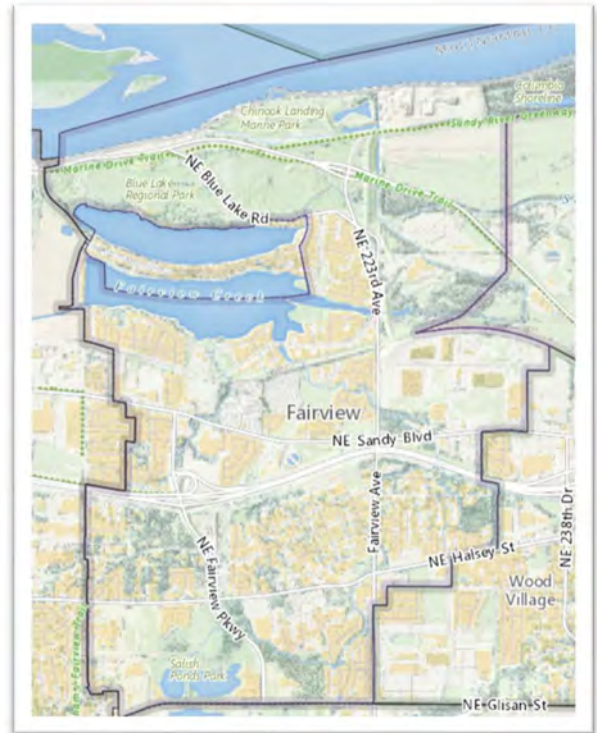 Chinook Landing
Marine Park
Columbia
Shoreline
Sandy River Greenway
Marine Drive Trail
Blue Lake
Regional Park
NE Blue Lake Rd
Marine Drive Trail
NE 223rd Ave
Fairview Creek
Fairview
NE Sandy Blvd
Fairview Ave
NE 238th Dr
NE Halsey St
NE Fairview Pkwy
Wood
Village
Salish
Ponds Park
Fairview Trail
NE Glisan St